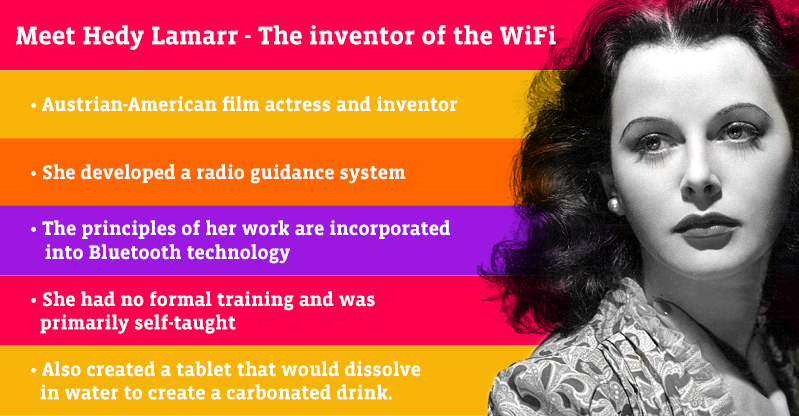 Meet Hedy Lamarr - The inventor of the WiFi
• Austrian-American film actress and inventor
• She developed a radio guidance system
• The principles of her work are incorporated
into Bluetooth technology
• She had no formal training and was
primarily self-taught
• Also created a tablet that would dissolve
in water to create a carbonated drink.